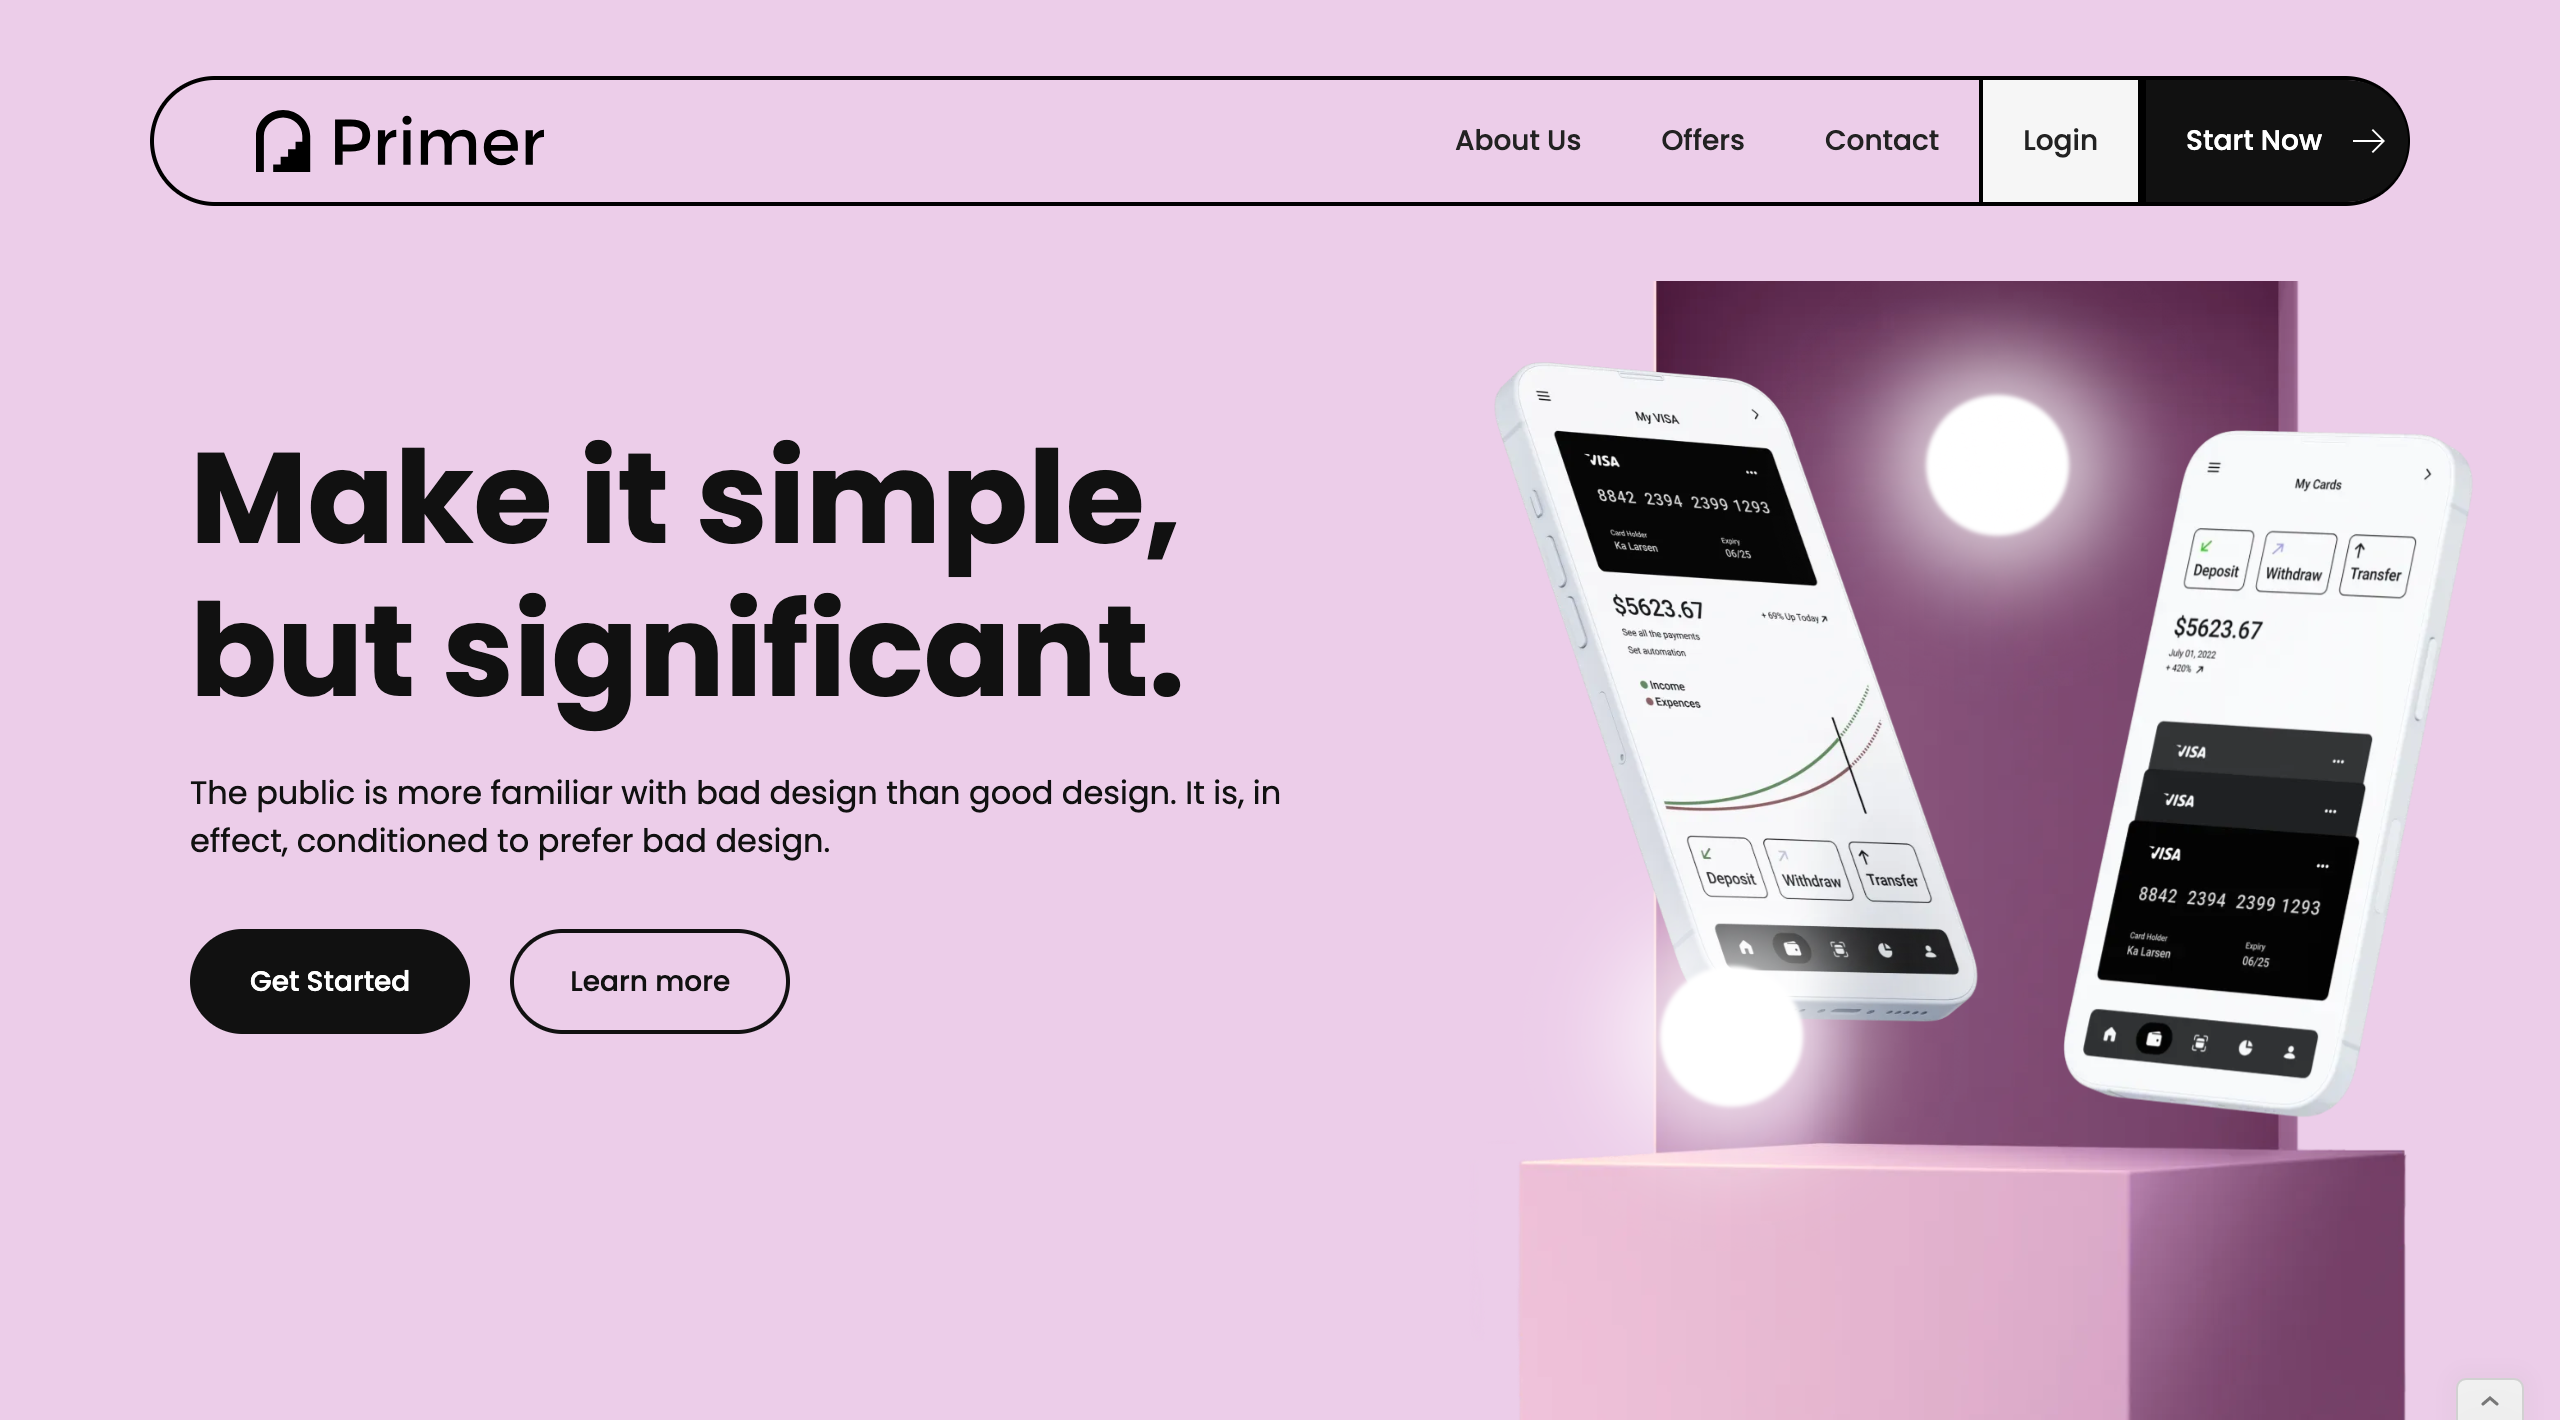 Primer
About Us
Offers
Contact
Login
Start Now
Make it simple,
but significant.
The public is more familiar with bad design than good design. It is, in
effect, conditioned to prefer bad design.
Get Started
Learn more
My VISA
VISA
8842 2394 2399 1293
Card Holder
Ka Larsen
Expiry
06/25
$5623.67
+ 69% Up Today
See all the payments
Set automation
Income
Expences
Deposit
Withdraw
Transfer
My Cards
Deposit
Withdraw
Transfer
$5623.67
July 01, 2022
+ 420%
VISA
VISA
VISA
8842 2394 2399 1293
Card Holder
Ka Larsen
Expiry
06/25